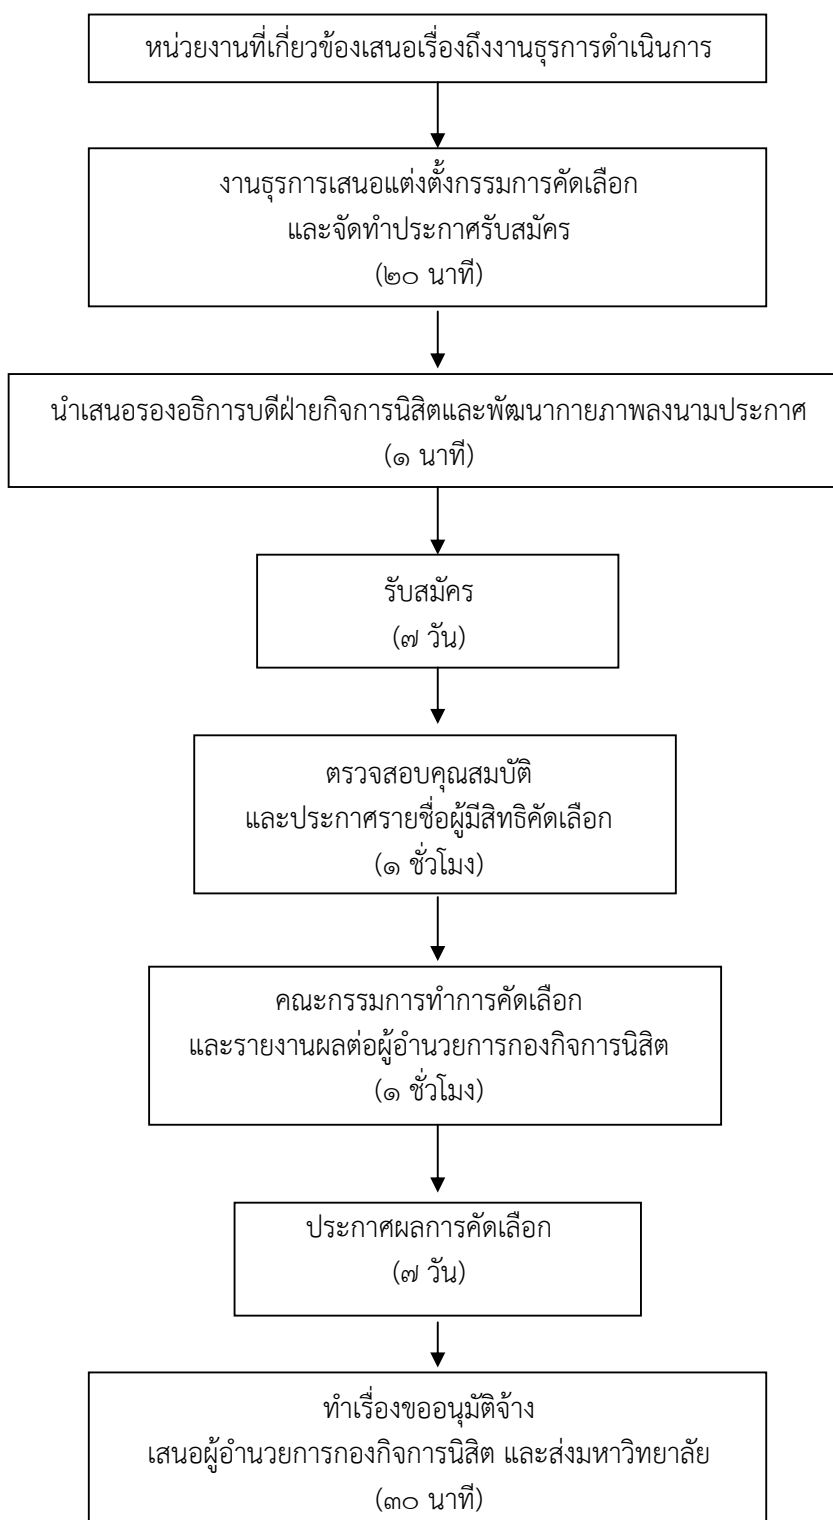 หน่วยงานที่เกี่ยวข้องเสนอเรื่องถึงงานธุรการดำเนินการ
งานธุรการเสนอแต่งตั้งกรรมการคัดเลือก
และจัดทำประกาศรับสมัคร
(๒๐ นาที)
นำเสนอรองอธิการบดีฝ่ายกิจการนิสิตและพัฒนากายภาพลงนามประกาศ
(๑ นาที)
รับสมัคร
(๗ วัน)
ตรวจสอบคุณสมบัติ
และประกาศรายชื่อผู้มีสิทธิคัดเลือก
(๑ ชั่วโมง)
คณะกรรมการทำการคัดเลือก
และรายงานผลต่อผู้อำนวยการกองกิจการนิสิต
(๑ ชั่วโมง)
ประกาศผลการคัดเลือก
(๗ วัน)
ทำเรื่องขออนุมัติจ้าง
เสนอผู้อำนวยการกองกิจการนิสิต และส่งมหาวิทยาลัย
(๓๐ นาที)